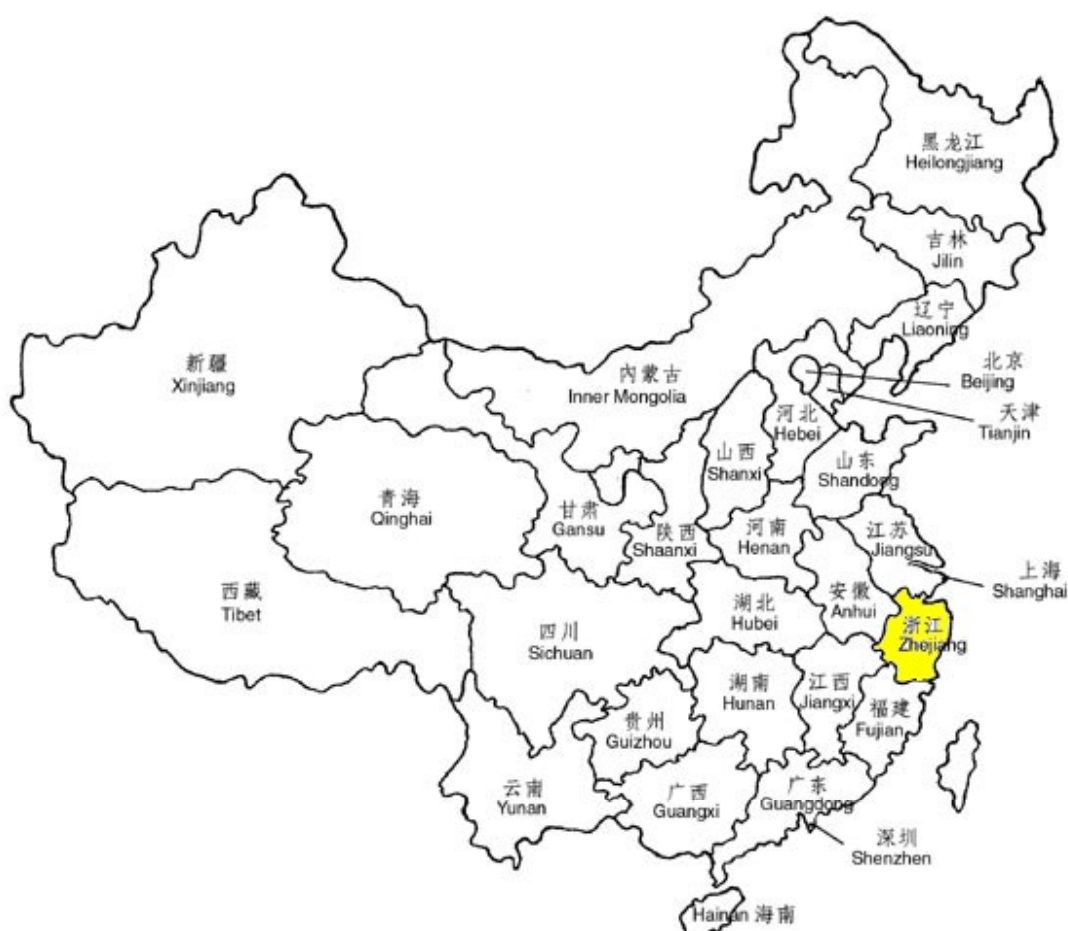 黑龙江
Heilongjiang
吉林
Jilin
辽宁
Liaoning
北京
Beijing
天津
Tianjin
新疆
Xinjiang
內蒙古
Inner Mongolia
河北
Hebei
山西
Shanxi
山东
Shandong
青海
Qinghai
甘肃
Gansu
陕西
Shaanxi
河南
Henan
江苏
Jiangsu
上海
Shanghai
西藏
Tibet
四川
Sichuan
湖北
Hubei
安徽
Anhui
浙江
Zhejiang
湖南
Hunan
江西
Jiangxi
福建
Fujian
贵州
Guizhou
云南
Yunan
广西
Guangxi
广东
Guangdong
深圳
Shenzhen
Hainan 海南